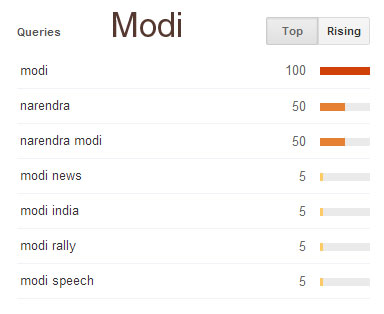 Queries Modi Top Rising
modi 100
narendra 50
narendra modi 50
modi news 5
modi india 5
modi rally 5
modi speech 5